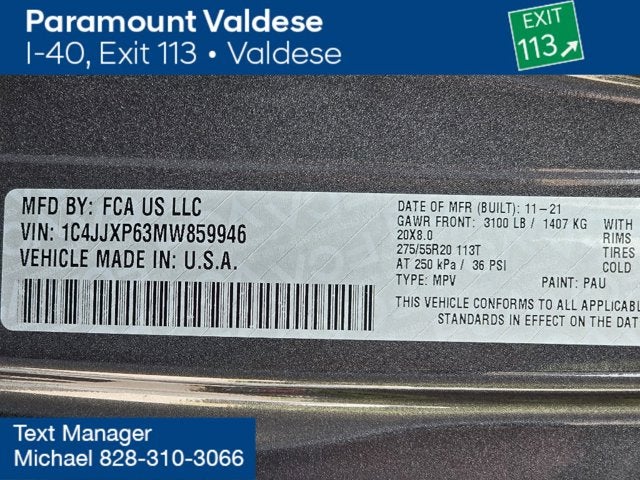 Paramount Valdese
I-40, Exit 113 • Valdese
EXIT
113
MFD BY: FCA US LLC
VIN: 1C4JJXP63MW859946
VEHICLE MADE IN: U.S.A.
DATE OF MFR (BUILT): 11-21
GAWR FRONT: 3100 LB / 1407 KG WITH
20X8.0 RIMS
275/55R20 113T TIRES
AT 250 kPa / 36 PSI COLD
TYPE: MPV PAINT: PAU
THIS VEHICLE CONFORMS TO ALL APPLICABL
STANDARDS IN EFFECT ON THE DAT
Text Manager
Michael 828-310-3066